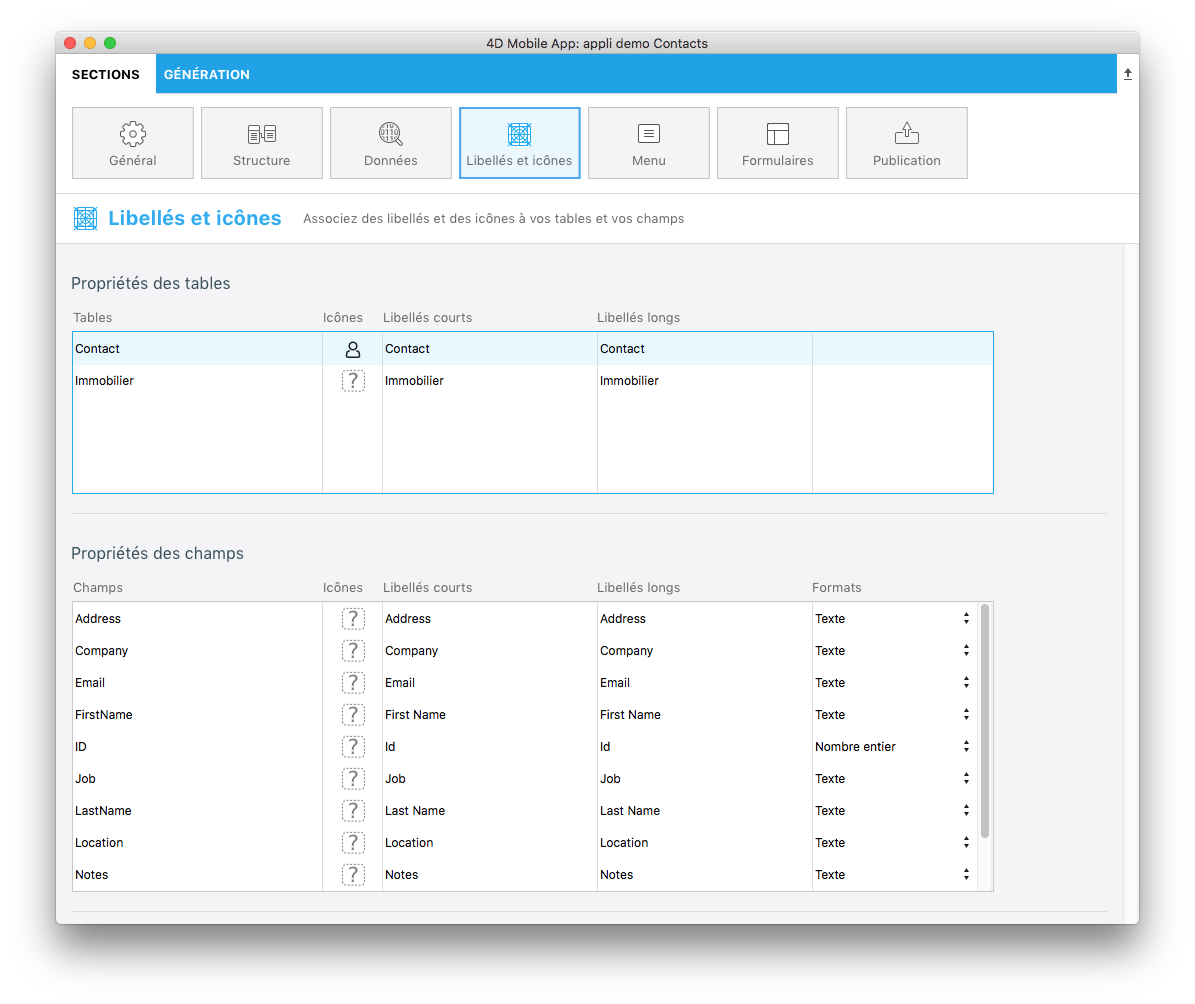 4D Mobile App: appli demo Contacts
SECTIONS GÉNÉRATION
Général Structure Données Libellés et icônes Menu Formulaires Publication
Libellés et icônes Associez des libellés et des icônes à vos tables et vos champs
Propriétés des tables
Tables Icônes Libellés courts Libellés longs
Contact Contact Contact
Immobilier ? Immobilier Immobilier
Propriétés des champs
Champs Icônes Libellés courts Libellés longs Formats
Address ? Address Address Texte
Company ? Company Company Texte
Email ? Email Email Texte
FirstName ? First Name First Name Texte
ID ? Id Id Nombre entier
Job ? Job Job Texte
LastName ? Last Name Last Name Texte
Location ? Location Location Texte
Notes ? Notes Notes Texte